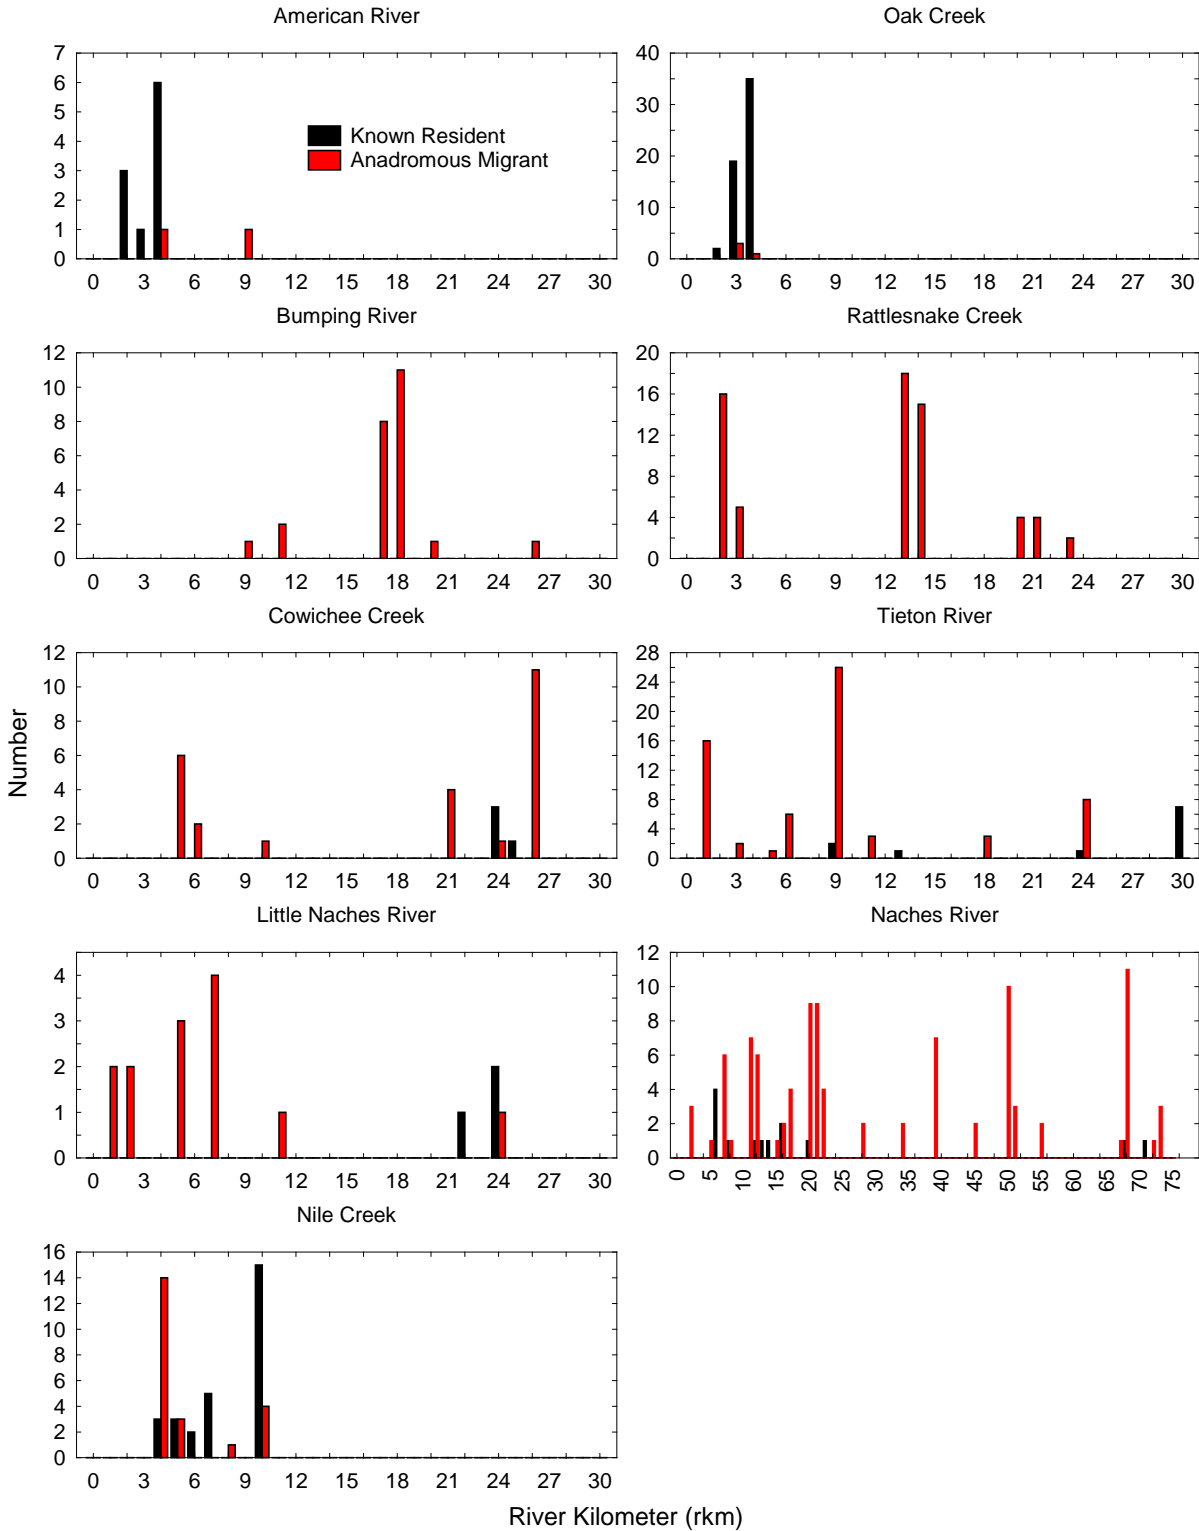 American River
7
6
5
4
3
2
1
0
Known Resident
Anadromous Migrant
0 3 6 9 12 15 18 21 24 27 30
Oak Creek
40
30
20
10
0
0 3 6 9 12 15 18 21 24 27 30
Bumping River
12
10
8
6
4
2
0
0 3 6 9 12 15 18 21 24 27 30
Rattlesnake Creek
20
16
12
8
4
0
0 3 6 9 12 15 18 21 24 27 30
Cowichee Creek
12
10
8
6
4
2
0
0 3 6 9 12 15 18 21 24 27 30
Tieton River
28
24
20
16
12
8
4
0
0 3 6 9 12 15 18 21 24 27 30
Number
Little Naches River
4
3
2
1
0
0 3 6 9 12 15 18 21 24 27 30
Naches River
12
10
8
6
4
2
0
0 5 10 15 20 25 30 35 40 45 50 55 60 65 70 75
Nile Creek
16
14
12
10
8
6
4
2
0
0 3 6 9 12 15 18 21 24 27 30
River Kilometer (rkm)